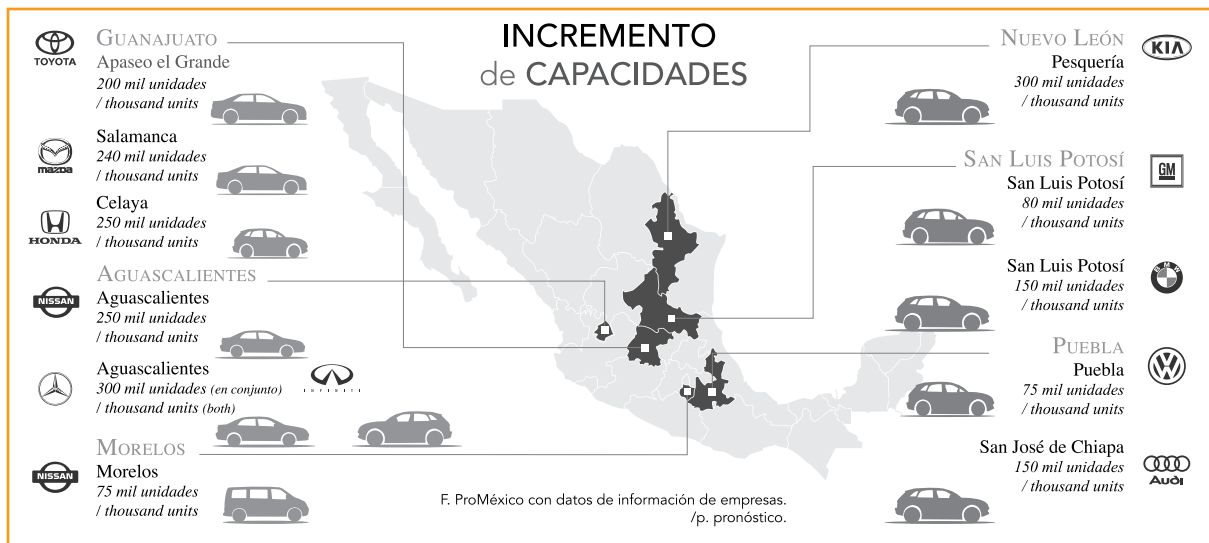 INCREMENTO
de CAPACIDADES
TOYOTA
GUANAJUATO
Apaseo el Grande
200 mil unidades
/ thousand units
mazda
Salamanca
240 mil unidades
/ thousand units
HONDA
Celaya
250 mil unidades
/ thousand units
AGUASCALIENTES
NISSAN
Aguascalientes
250 mil unidades
/ thousand units
Aguascalientes
300 mil unidades (en conjunto)
/ thousand units (both)
INFINITI
MORELOS
NISSAN
Morelos
75 mil unidades
/ thousand units
NUEVO LEÓN
KIA
Pesquería
300 mil unidades
/ thousand units
SAN LUIS POTOSÍ
GM
San Luis Potosí
80 mil unidades
/ thousand units
San Luis Potosí
BMW
150 mil unidades
/ thousand units
PUEBLA
Puebla
75 mil unidades
/ thousand units
San José de Chiapa
150 mil unidades
/ thousand units
Audi
F. ProMéxico con datos de información de empresas.
/p. pronóstico.